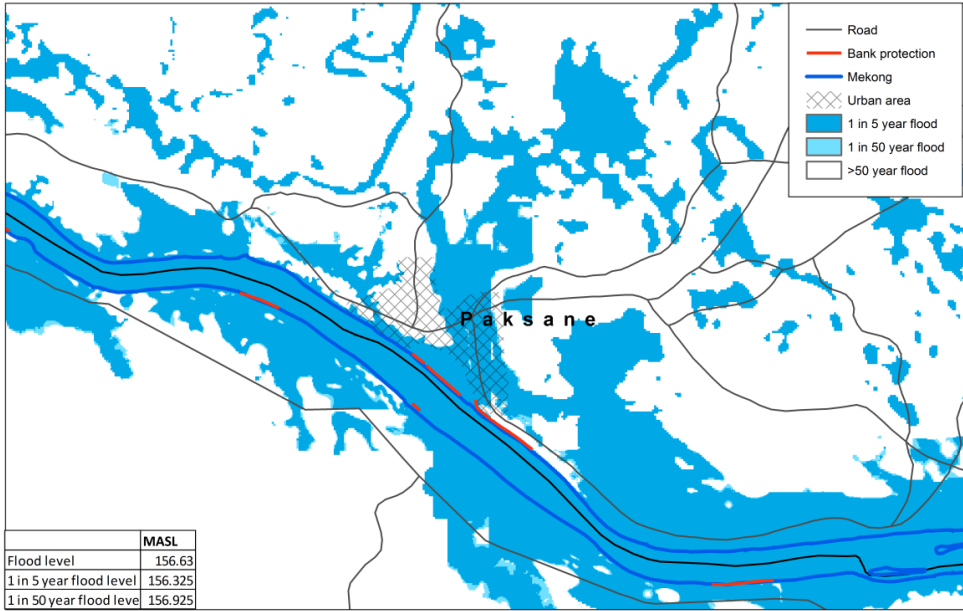 Road
Bank protection
Mekong
Urban area
1 in 5 year flood
1 in 50 year flood
>50 year flood
Paksane
MASL
Flood level 156.63
1 in 5 year flood level 156.325
1 in 50 year flood leve 156.925